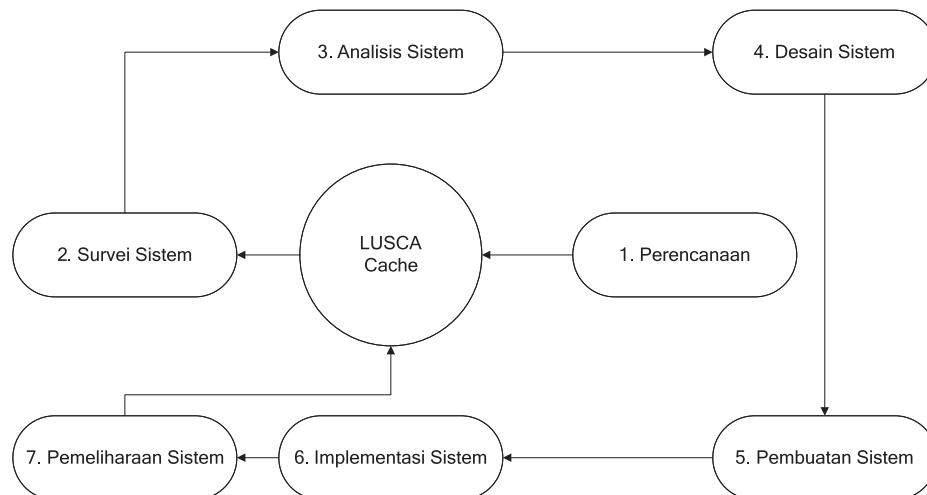 3. Analisis Sistem
4. Desain Sistem
2. Survei Sistem
LUSCA
Cache
1. Perencanaan
7. Pemeliharaan Sistem
6. Implementasi Sistem
5. Pembuatan Sistem